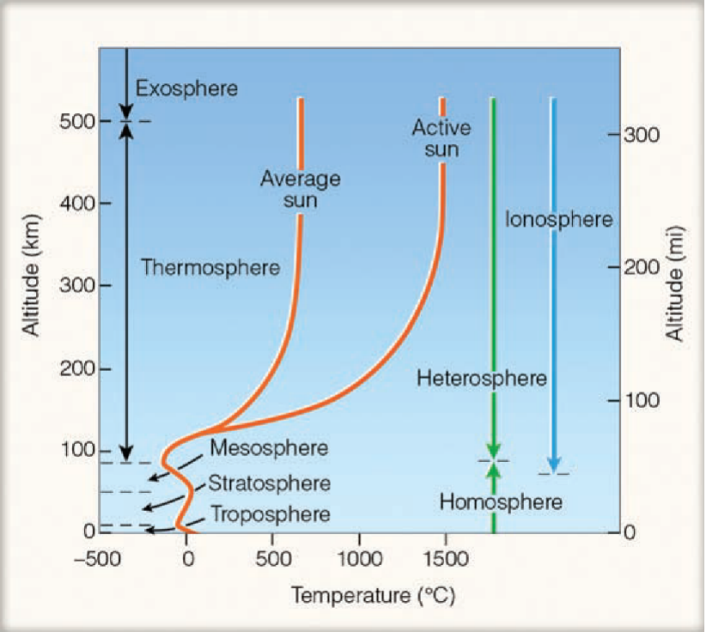 Exosphere
500
Active
sun
300
Average
sun
400
Ionosphere
Altitude (km)
Thermosphere
200
Altitude (mi)
300
200
Heterosphere
100
100
Mesosphere
Stratosphere
Homosphere
Troposphere
0
0
–500
0
500
1000
1500
Temperature (°C)